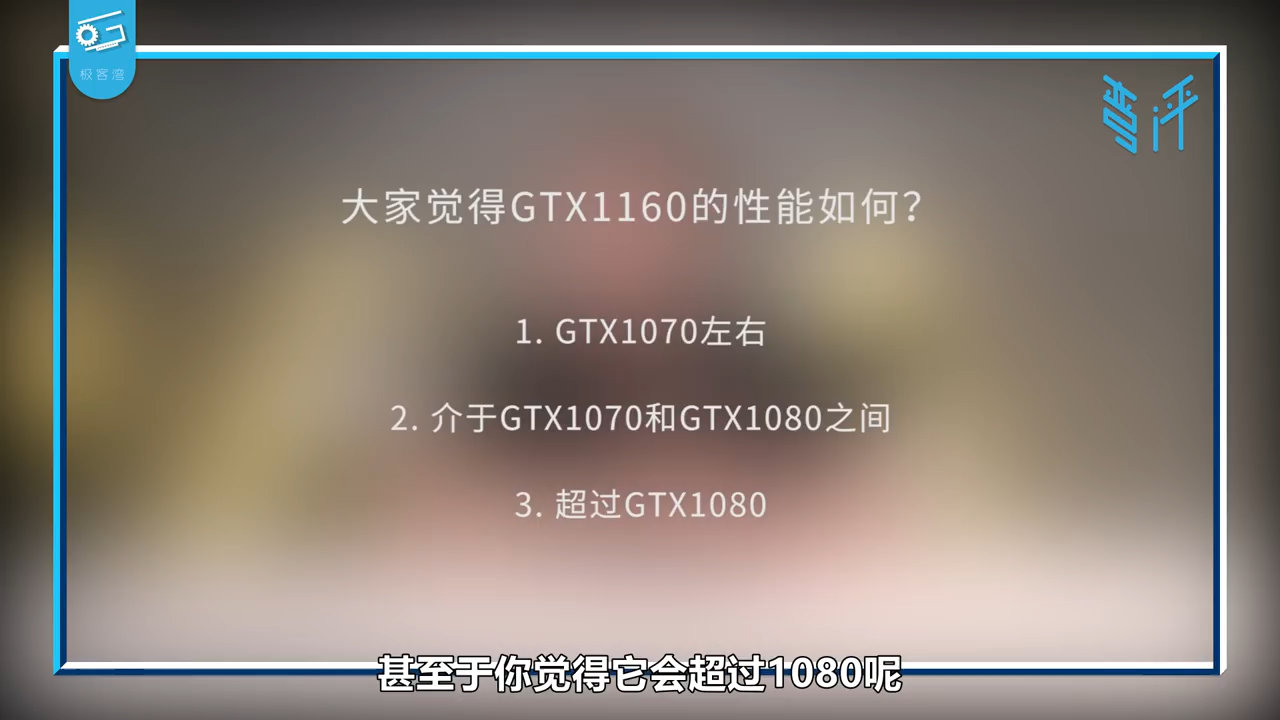 极客湾
弯评
大家觉得GTX1160的性能如何?
1. GTX1070左右
2. 介于GTX1070和GTX1080之间
3. 超过GTX1080
甚至于你觉得它会超过1080呢